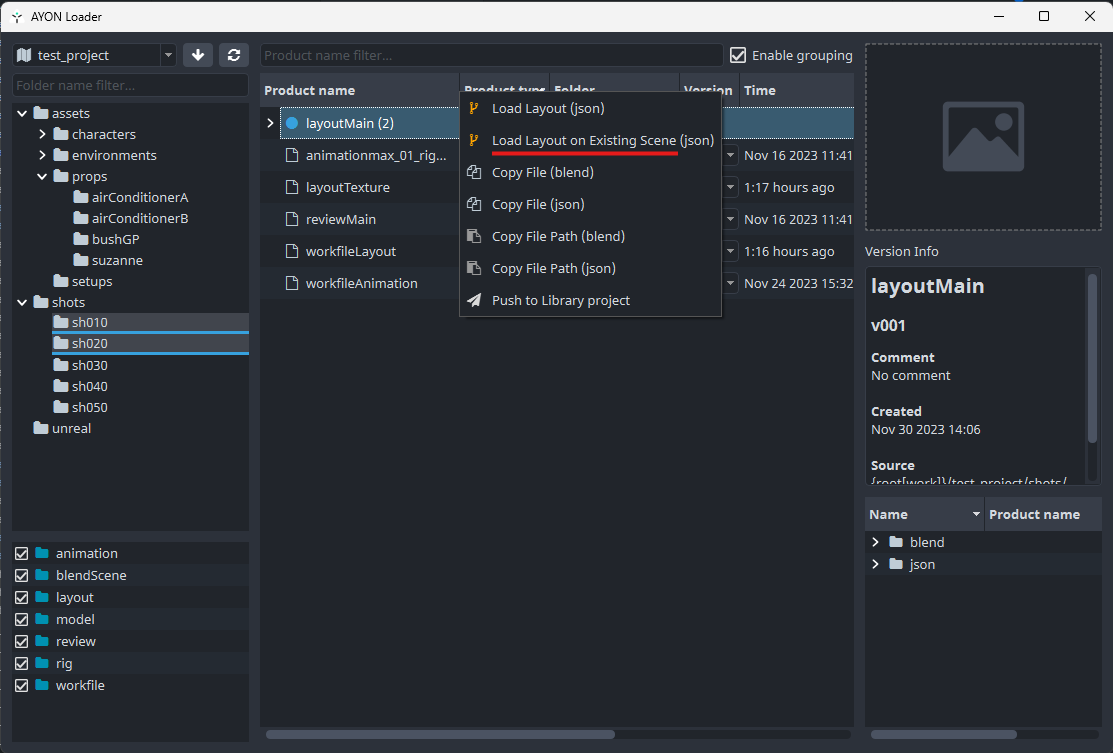 AYON Loader
test_project
Product name filter...
Enable grouping
Folder name filter...
assets
characters
environments
props
airConditionerA
airConditionerB
bushGP
suzanne
setups
shots
sh010
sh020
sh030
sh040
sh050
unreal
animation
blendScene
layout
model
review
rig
workfile
Product name Product type Folder Version Time
layoutMain (2)
animationmax_01_rig... Nov 16 2023 11:41
layoutTexture 1:17 hours ago
reviewMain Nov 16 2023 11:41
workfileLayout 1:16 hours ago
workfileAnimation Nov 24 2023 15:32
Load Layout (json)
Load Layout on Existing Scene (json)
Copy File (blend)
Copy File (json)
Copy File Path (blend)
Copy File Path (json)
Push to Library project
Version Info
layoutMain
v001
Comment
No comment
Created
Nov 30 2023 14:06
Source
{root[work]}/test_project/shots/
Name Product name
blend
json